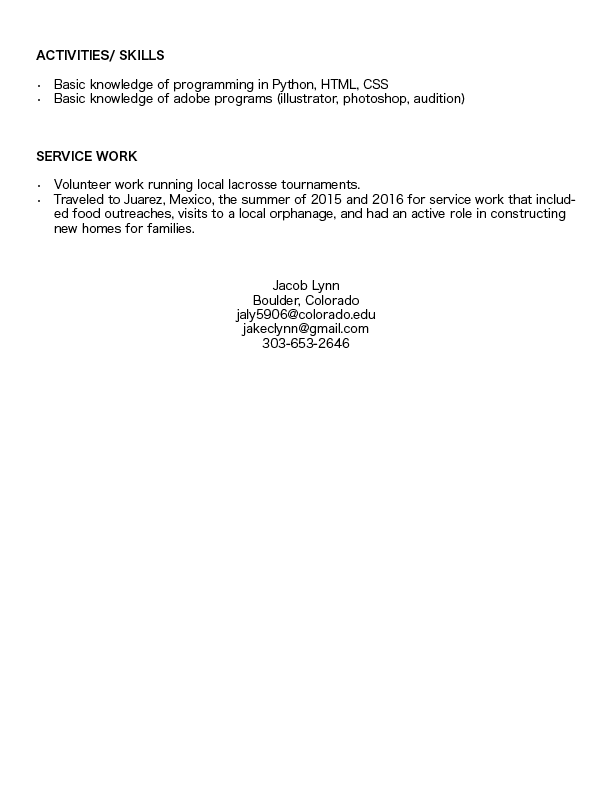 ACTIVITIES/ SKILLS
· Basic knowledge of programming in Python, HTML, CSS
· Basic knowledge of adobe programs (illustrator, photoshop, audition)
SERVICE WORK
· Volunteer work running local lacrosse tournaments.
· Traveled to Juarez, Mexico, the summer of 2015 and 2016 for service work that includ-
ed food outreaches, visits to a local orphanage, and had an active role in constructing
new homes for families.
Jacob Lynn
Boulder, Colorado
jaly5906@colorado.edu
jakeclynn@gmail.com
303-653-2646